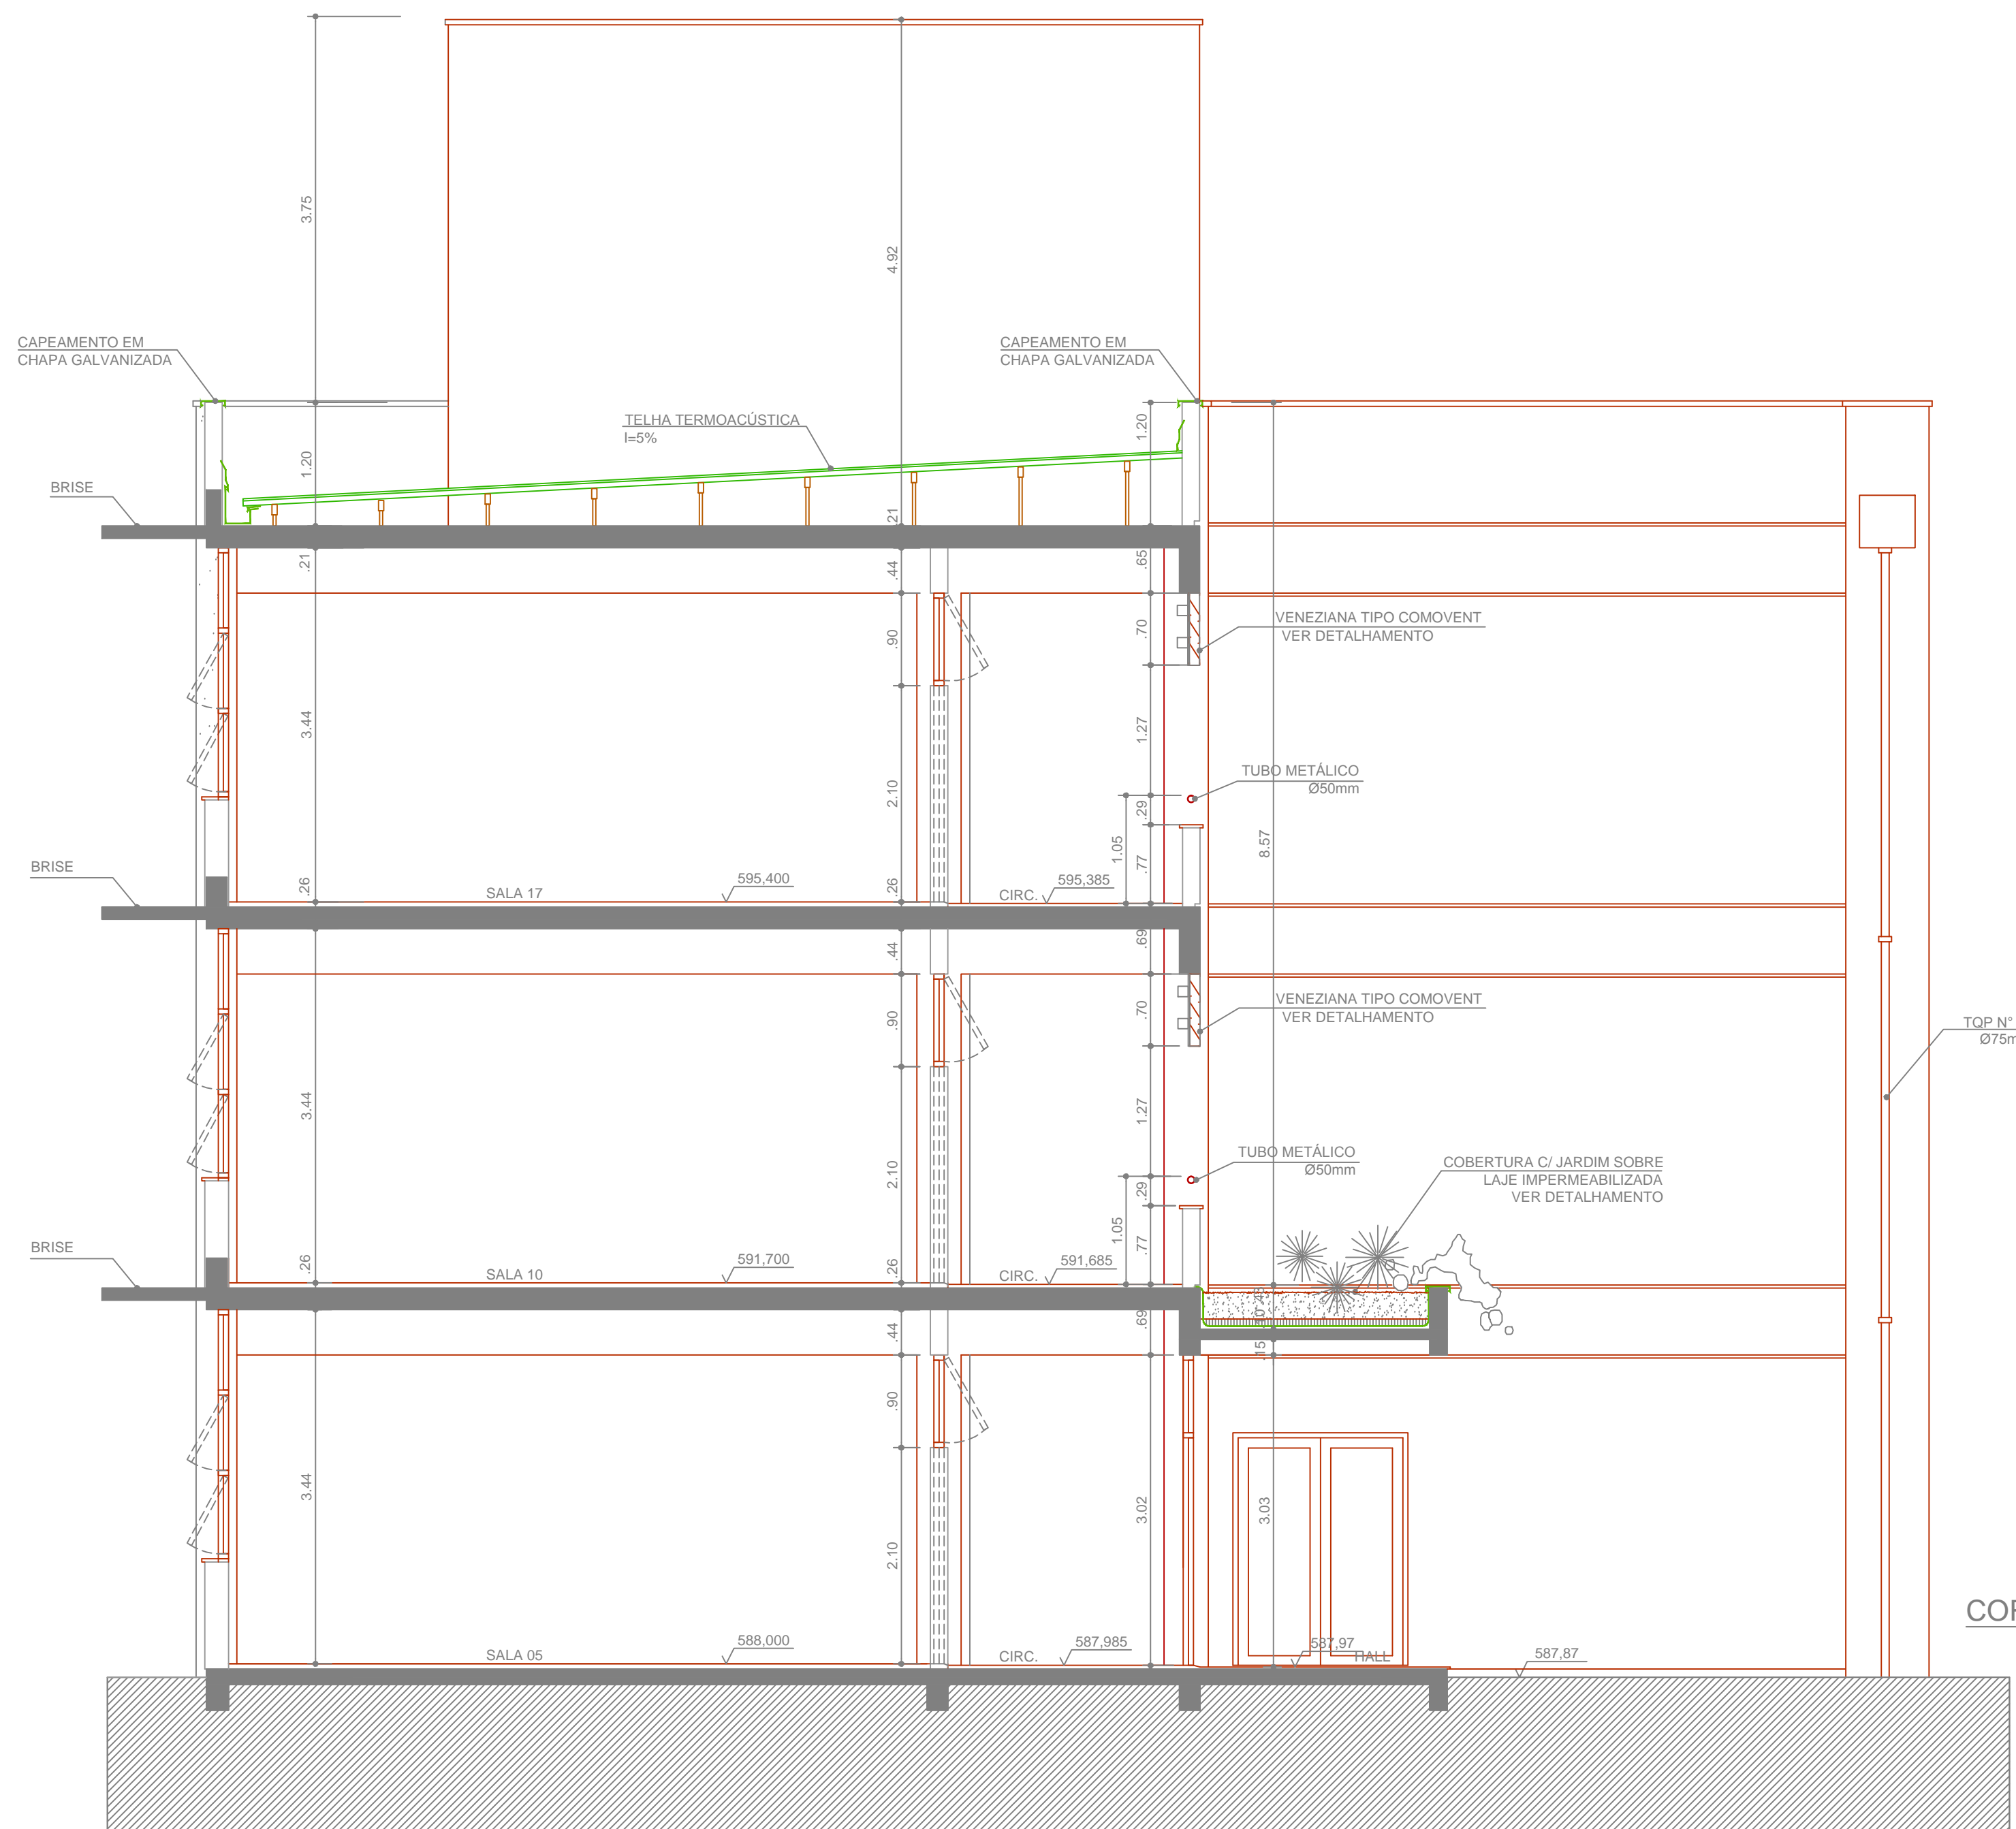 3.75
4.92
CAPEAMENTO EM
CHAPA GALVANIZADA
CAPEAMENTO EM
CHAPA GALVANIZADA
TELHA TERMOACÚSTICA
I=5%
1.20
1.20
BRISE
.21
.21
.44
.65
VENEZIANA TIPO COMOVENT
VER DETALHAMENTO
.90
.70
3.44
1.27
TUBO METÁLICO
Ø50mm
2.10
.29
1.05
.77
8.57
BRISE
.26
SALA 17
595,400
.26
CIRC.
595,385
.44
.69
VENEZIANA TIPO COMOVENT
VER DETALHAMENTO
.90
.70
TQP N°
Ø75m
3.44
1.27
TUBO METÁLICO
Ø50mm
COBERTURA C/ JARDIM SOBRE
LAJE IMPERMEABILIZADA
VER DETALHAMENTO
2.10
.29
1.05
.77
BRISE
.26
SALA 10
591,700
.26
CIRC.
591,685
.44
.69
.10
.15
.90
3.44
3.02
3.03
2.10
SALA 05
588,000
CIRC.
587,985
587,97
HALL
587,87